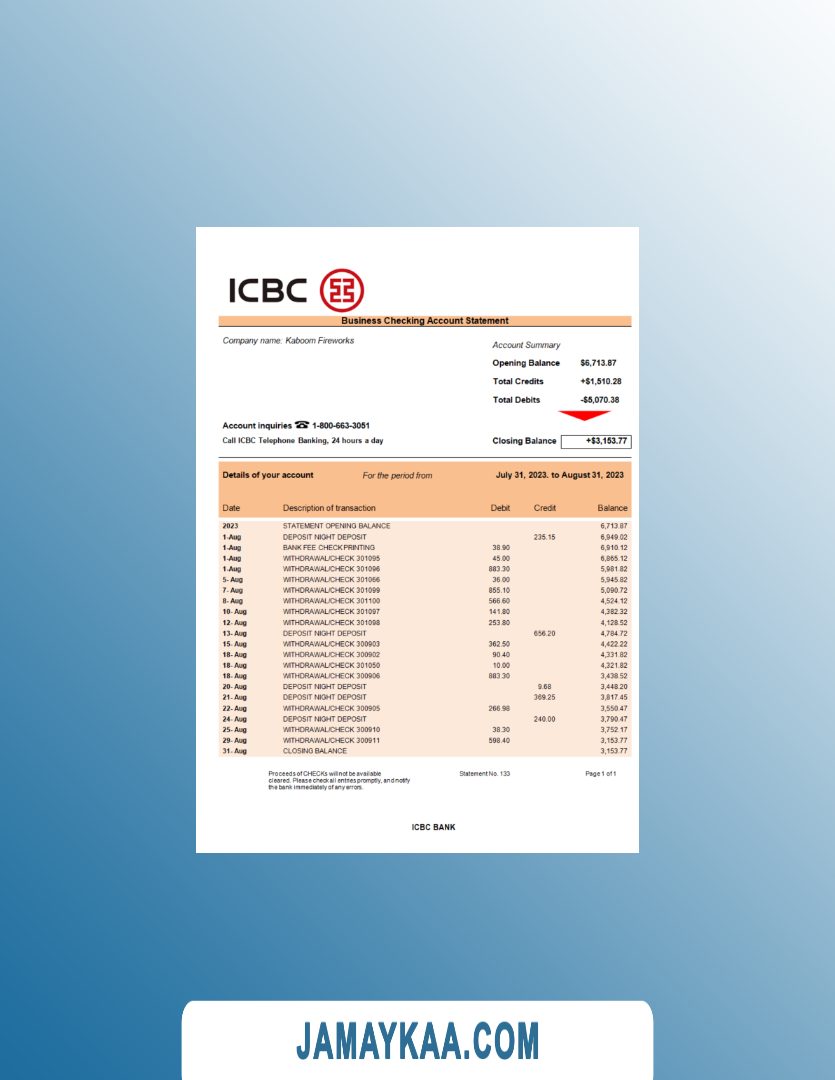 ICBC
Business Checking Account Statement
Company name: Kaboom Fireworks
Account Summary
Opening Balance $6,713.87
Total Credits +$1,510.28
Total Debits -$5,070.38
Account inquiries ☎ 1-800-663-3051
Call ICBC Telephone Banking, 24 hours a day
Closing Balance +$3,153.77
Details of your account For the period from July 31, 2023. to August 31, 2023
Date Description of transaction Debit Credit Balance
2023 STATEMENT OPENING BALANCE 6,713.87
1-Aug DEPOSIT NIGHT DEPOSIT 235.15 6,949.02
1-Aug BANK FEE CHECK PRINTING 38.90 6,910.12
1-Aug WITHDRAWAL/CHECK 301095 45.00 6,865.12
1-Aug WITHDRAWAL/CHECK 301096 883.30 5,981.82
5- Aug WITHDRAWAL/CHECK 301066 36.00 5,945.82
7- Aug WITHDRAWAL/CHECK 301099 855.10 5,090.72
8- Aug WITHDRAWAL/CHECK 301100 566.60 4,524.12
10- Aug WITHDRAWAL/CHECK 301097 141.80 4,382.32
12- Aug WITHDRAWAL/CHECK 301098 253.80 4,128.52
13- Aug DEPOSIT NIGHT DEPOSIT 656.20 4,784.72
15- Aug WITHDRAWAL/CHECK 300903 362.50 4,422.22
18- Aug WITHDRAWAL/CHECK 300902 90.40 4,331.82
18- Aug WITHDRAWAL/CHECK 301050 10.00 4,321.82
18- Aug WITHDRAWAL/CHECK 300906 883.30 3,438.52
20- Aug DEPOSIT NIGHT DEPOSIT 9.68 3,448.20
21- Aug DEPOSIT NIGHT DEPOSIT 369.25 3,817.45
22- Aug WITHDRAWAL/CHECK 300905 266.98 3,550.47
24- Aug DEPOSIT NIGHT DEPOSIT 240.00 3,790.47
25- Aug WITHDRAWAL/CHECK 300910 38.30 3,752.17
29- Aug WITHDRAWAL/CHECK 300911 598.40 3,153.77
31- Aug CLOSING BALANCE 3,153.77
Proceeds of CHECKs will not be available Statement No. 133 Page 1 of 1
cleared. Please check all entries promptly, and notify
the bank immediately of any errors.
ICBC BANK
JAMAYKAA.COM